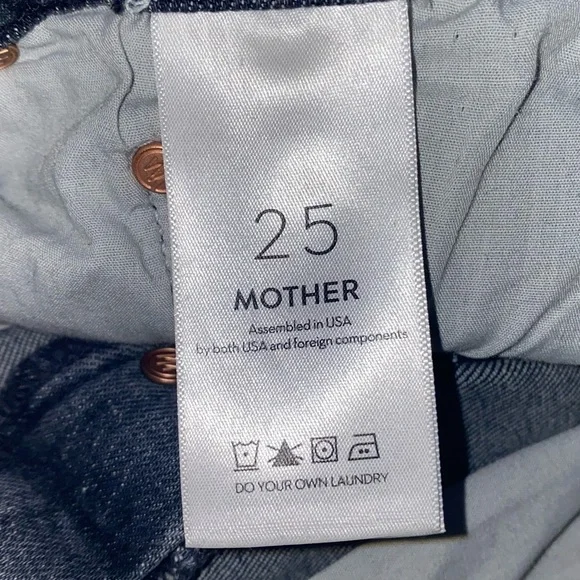 25
MOTHER
Assembled in USA
by both USA and foreign components
DO YOUR OWN LAUNDRY